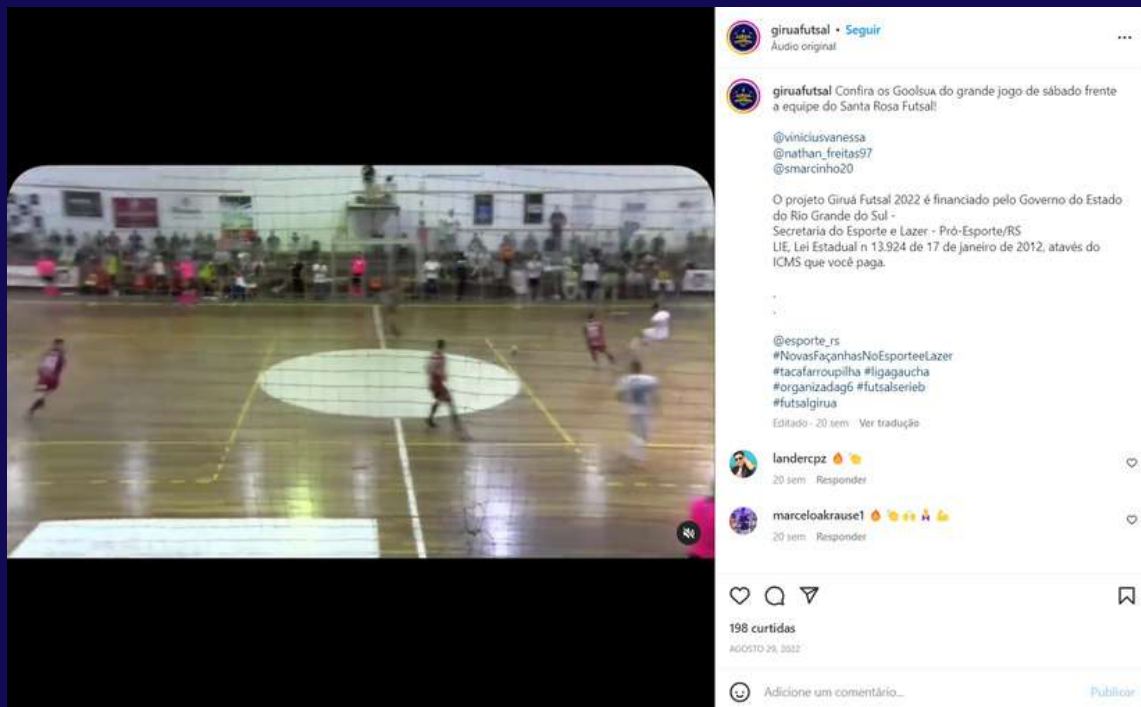 giruafutsal • Seguir
Áudio original
giruafutsal Confira os Goolsuᴀ do grande jogo de sábado frente
a equipe do Santa Rosa Futsal!
@viniciusvanessa
@nathan_freitas97
@smarcinho20
O projeto Giruá Futsal 2022 é financiado pelo Governo do Estado
do Rio Grande do Sul -
Secretaria do Esporte e Lazer - Pró-Esporte/RS
LIE, Lei Estadual n 13.924 de 17 de janeiro de 2012, atavés do
ICMS que você paga.
.
.
@esporte_rs
#NovasFaçanhasNoEsporteeLazer
#tacafarroupilha #ligagaucha
#organizadag6 #futsalserieb
#futsalgirua
Editado · 20 sem Ver tradução
landercpz 🔥 👏
20 sem Responder
marceloakrause1 🔥 👏 🙌 🙏 💪
20 sem Responder
198 curtidas
AGOSTO 29, 2022
Adicione um comentário... Publicar